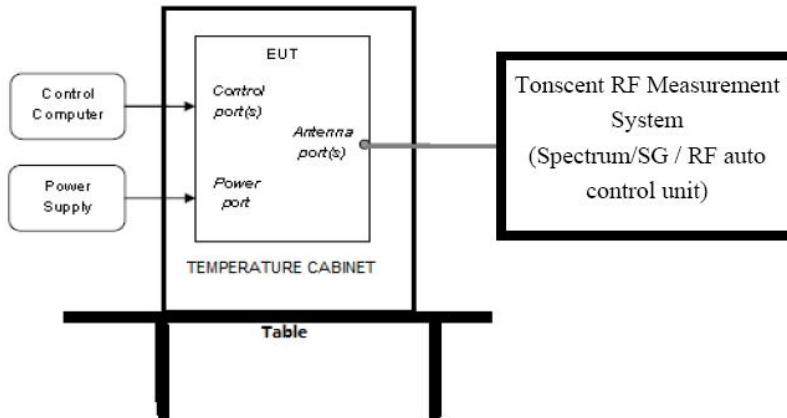 EUT
Control
Computer
Control
port(s)
Antenna
port(s)
Power
Supply
Power
port
TEMPERATURE CABINET
Table
Tonscent RF Measurement
System
(Spectrum/SG / RF auto
control unit)